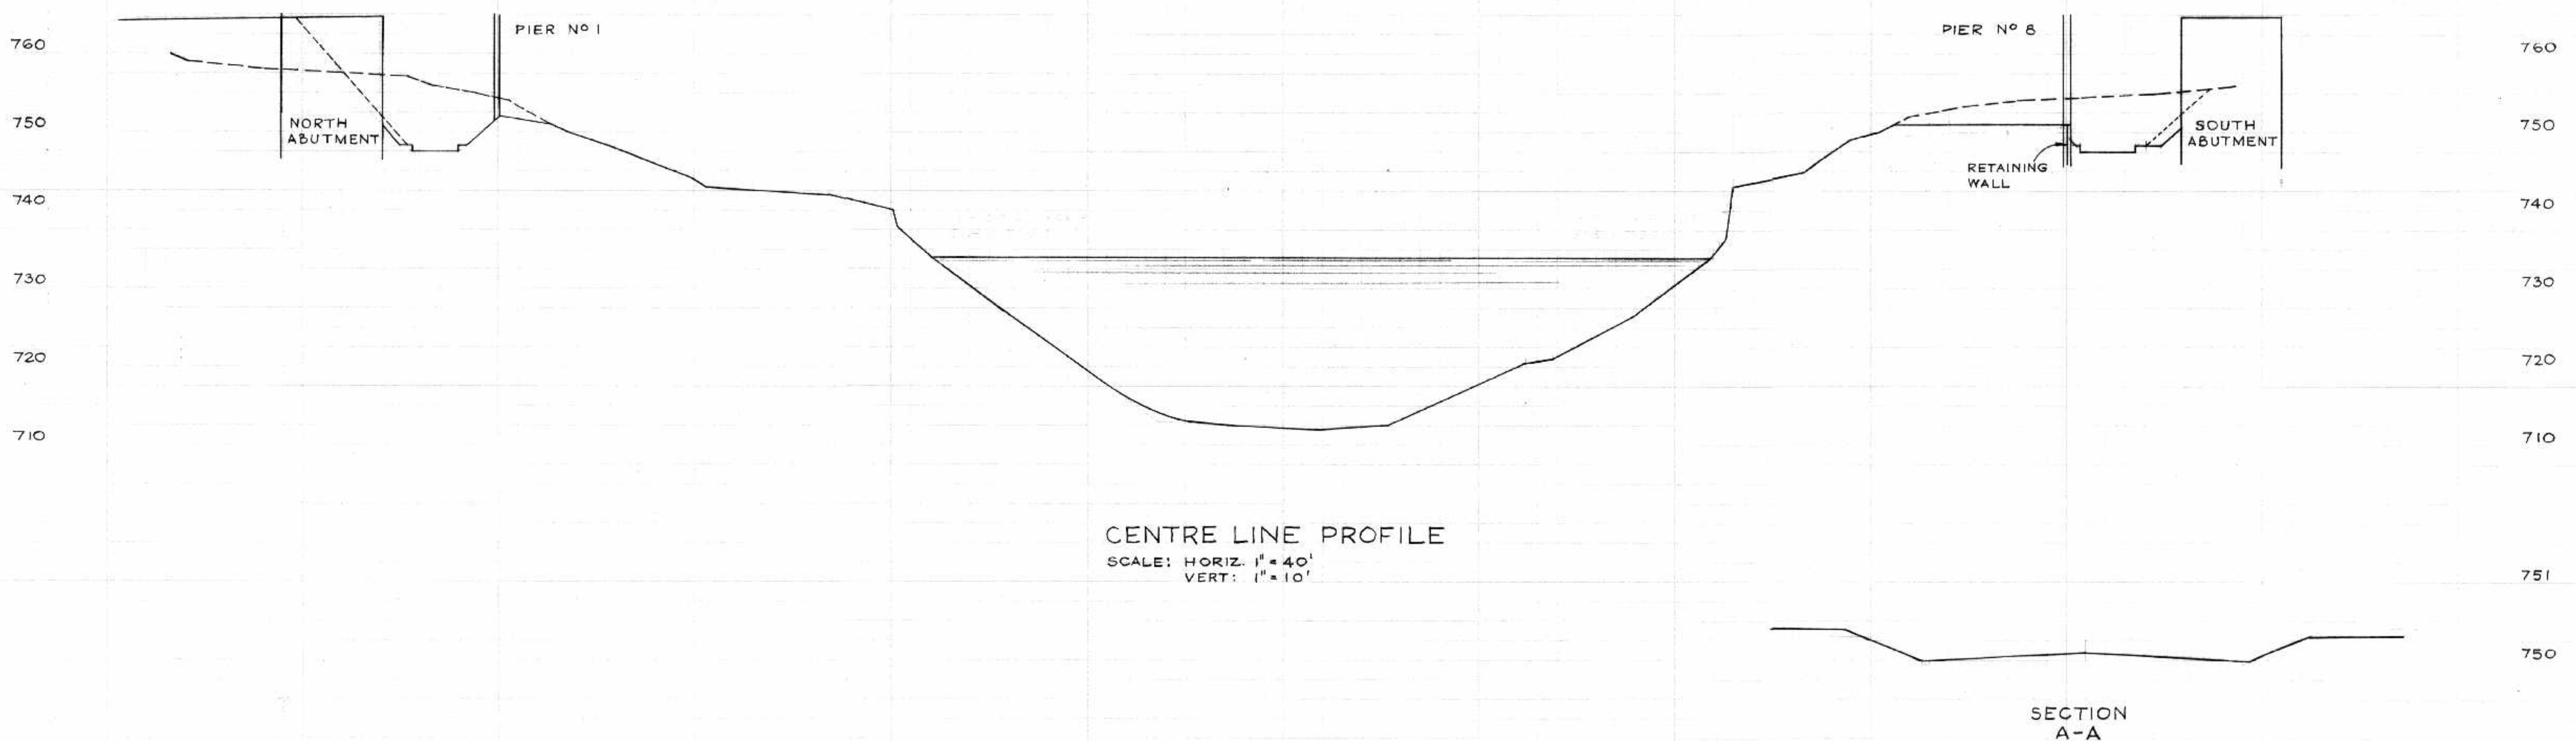 760
750
740
730
720
710
PIER Nº 1
NORTH
ABUTMENT
PIER Nº 8
RETAINING
WALL
SOUTH
ABUTMENT
760
750
740
730
720
710
CENTRE LINE PROFILE
SCALE: HORIZ. 1" = 40'
VERT: 1" = 10'
751
750
SECTION
A-A